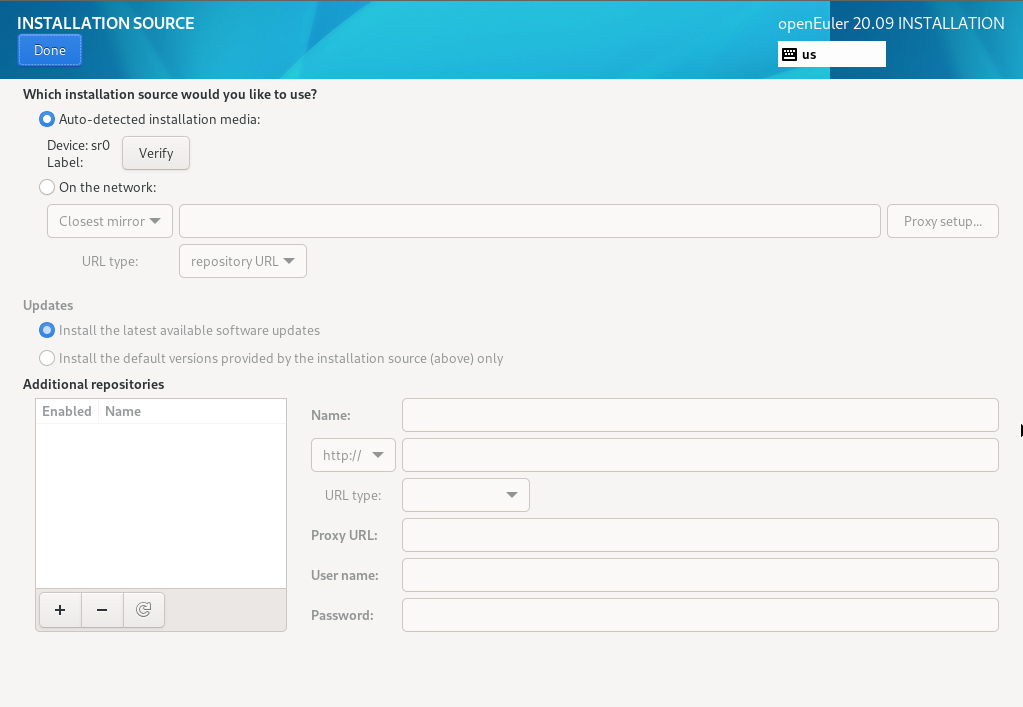 INSTALLATION SOURCE
openEuler 20.09 INSTALLATION
Done
us
Which installation source would you like to use?
Auto-detected installation media:
Device: sr0
Label:
Verify
On the network:
Closest mirror
Proxy setup...
URL type:
repository URL
Updates
Install the latest available software updates
Install the default versions provided by the installation source (above) only
Additional repositories
Enabled Name
Name:
http://
URL type:
Proxy URL:
User name:
Password:
+ −